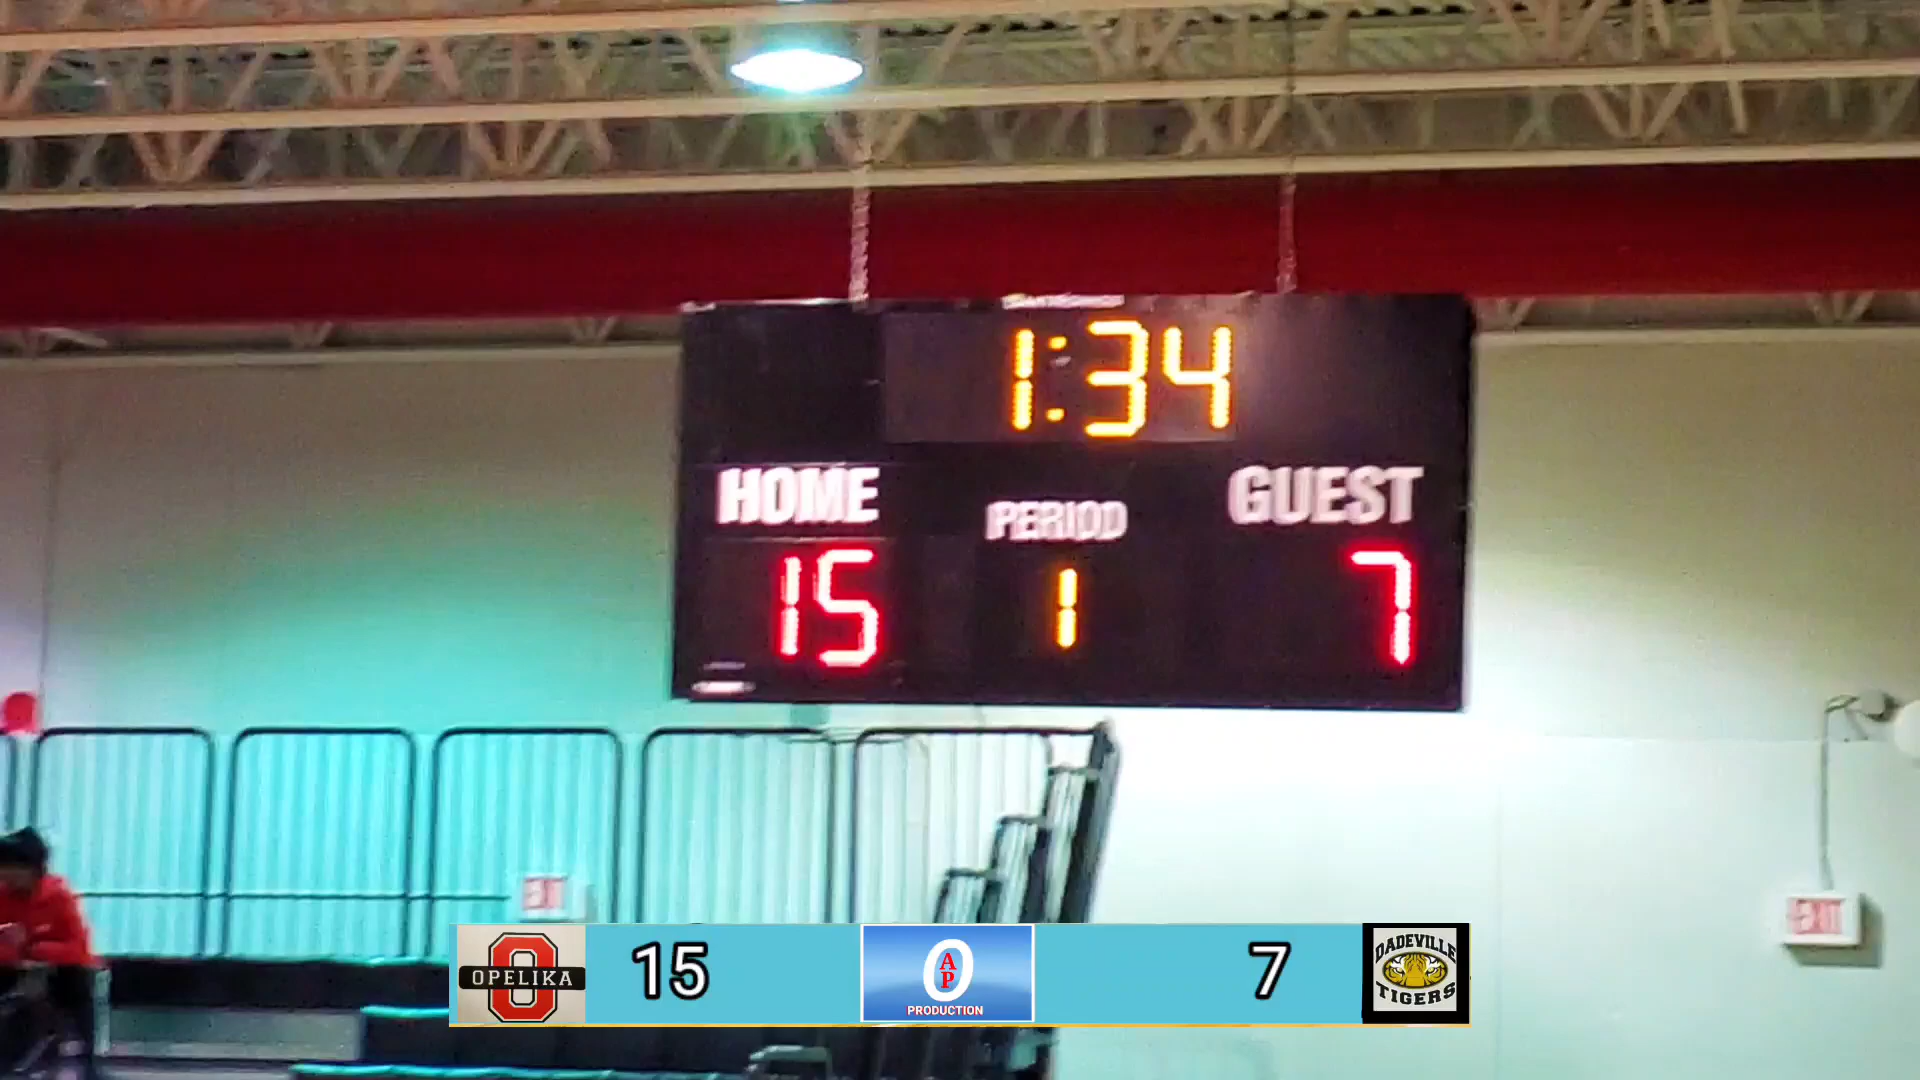 1:34
HOME
PERIOD
GUEST
15
1
7
EXIT
EXIT
OPELIKA
15
AP
PRODUCTION
7
DADEVILLE
TIGERS